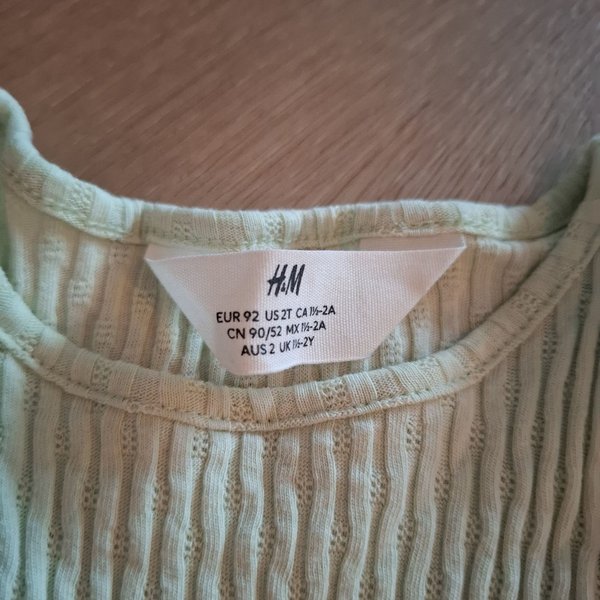 H&M
EUR 92 US 2T CA 1½-2A
CN 90/52 MX 1½-2A
AUS 2 UK 1½-2Y